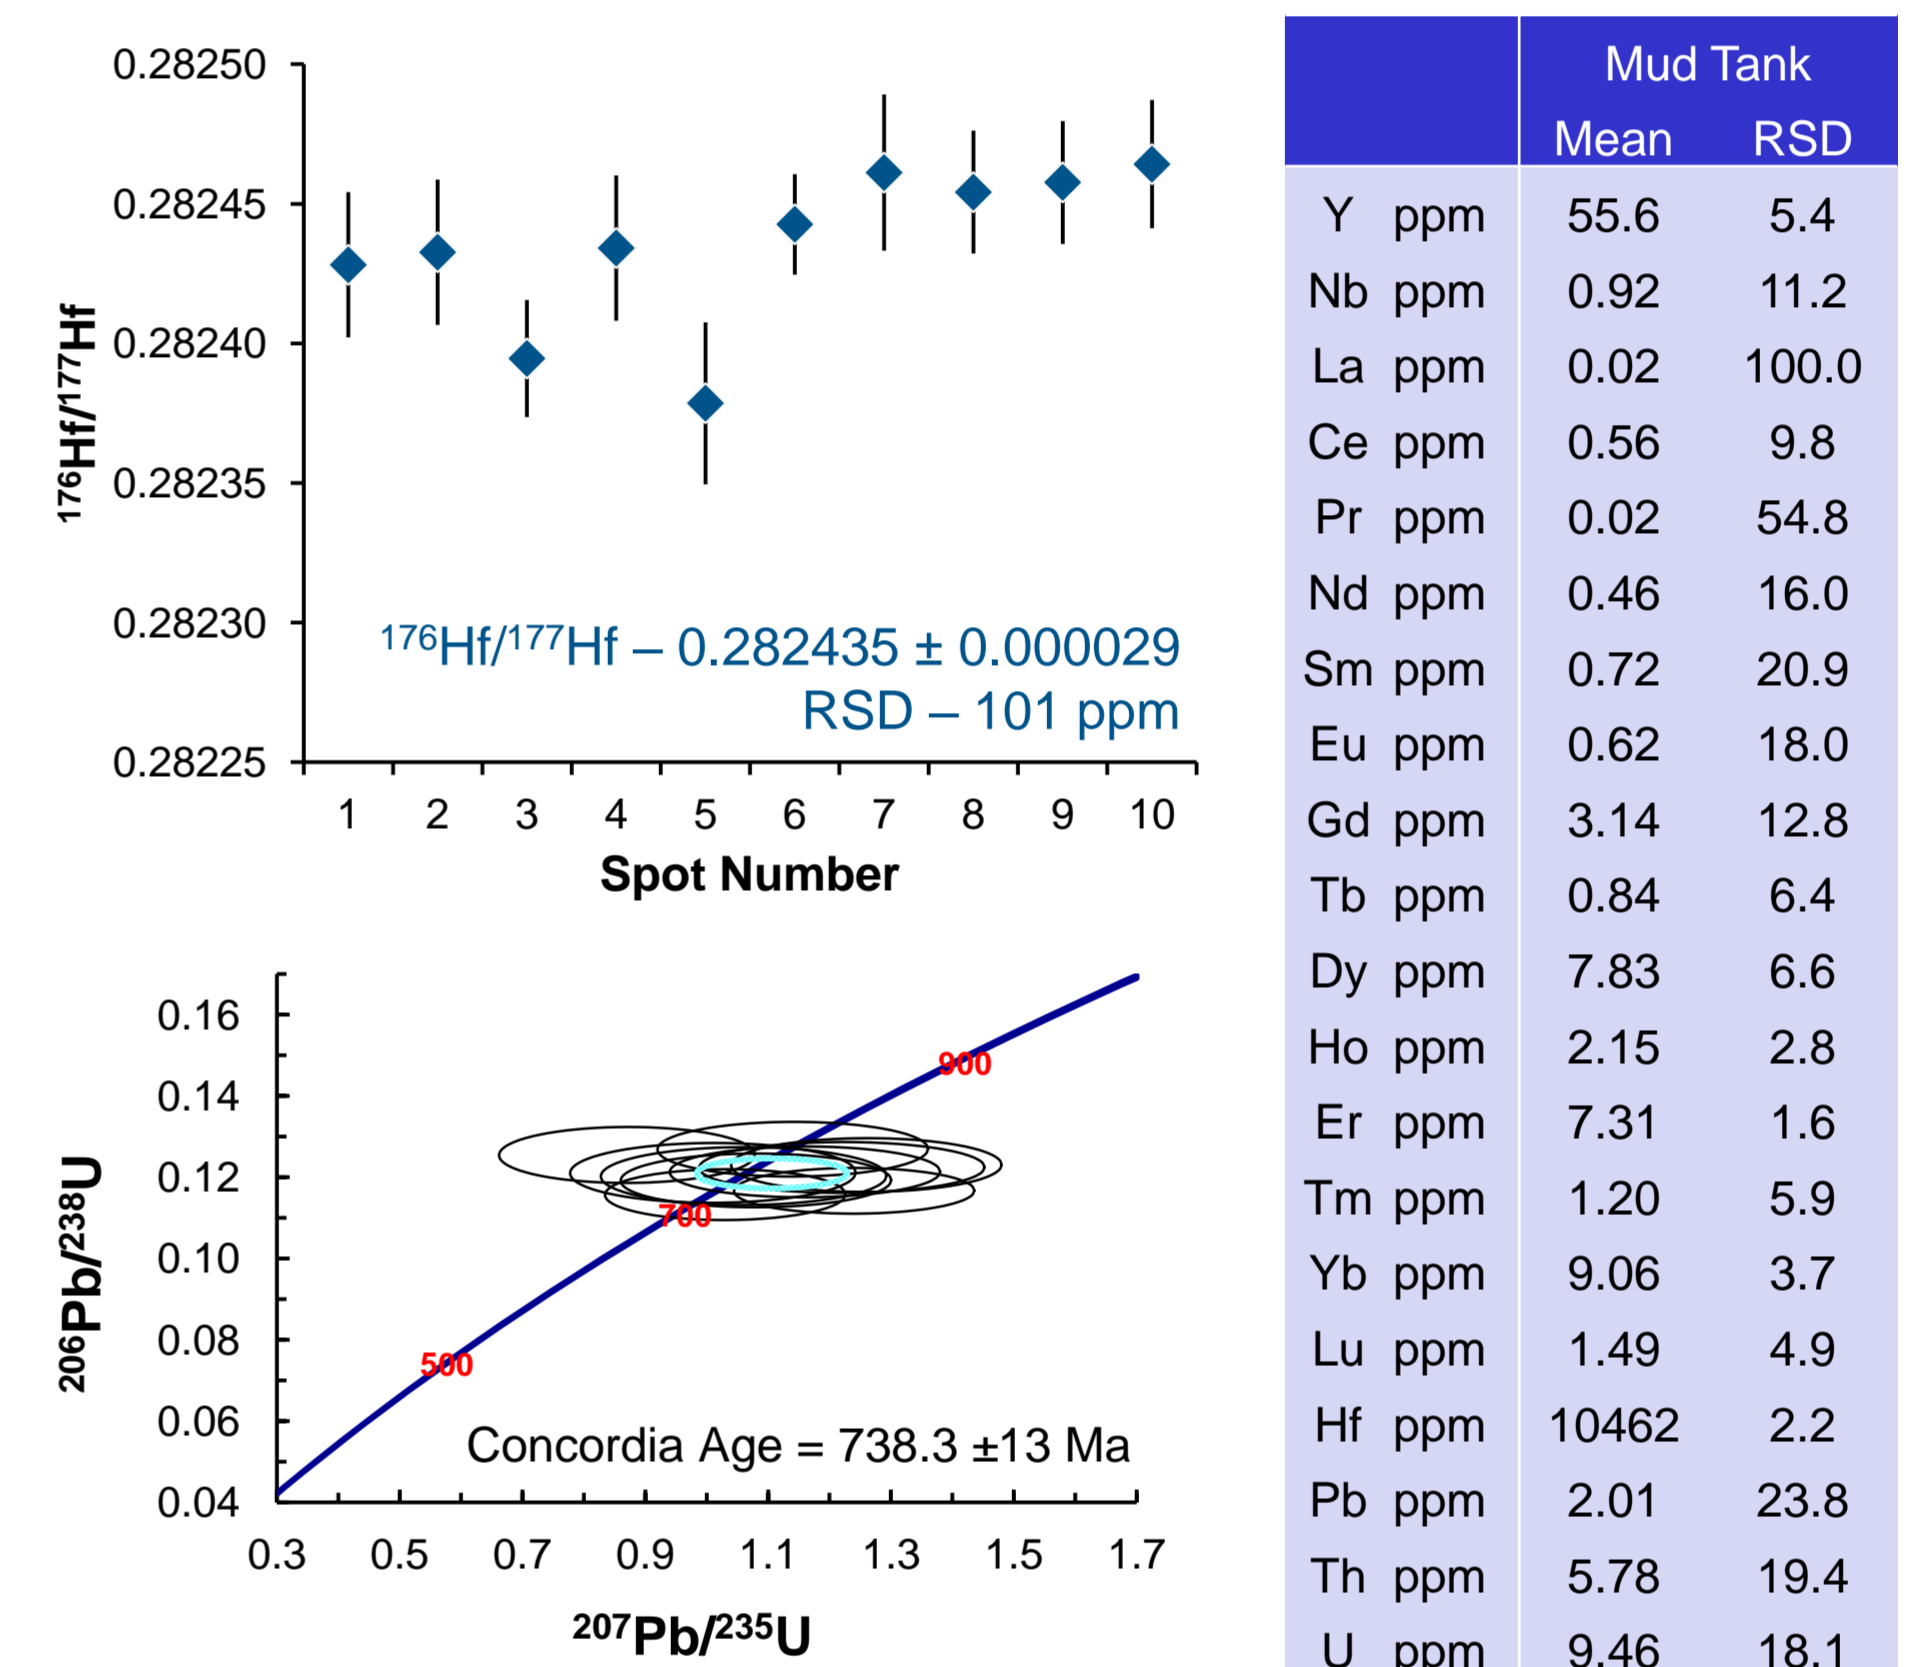 0.28250
0.28245
0.28240
0.28235
0.28230
0.28225
¹⁷⁶Hf/¹⁷⁷Hf
¹⁷⁶Hf/¹⁷⁷Hf – 0.282435 ± 0.000029
RSD – 101 ppm
1 2 3 4 5 6 7 8 9 10
Spot Number
0.16
0.14
0.12
0.10
0.08
0.06
0.04
²⁰⁶Pb/²³⁸U
900
700
500
Concordia Age = 738.3 ±13 Ma
0.3 0.5 0.7 0.9 1.1 1.3 1.5 1.7
²⁰⁷Pb/²³⁵U
Mud Tank
Mean RSD
Y ppm 55.6 5.4
Nb ppm 0.92 11.2
La ppm 0.02 100.0
Ce ppm 0.56 9.8
Pr ppm 0.02 54.8
Nd ppm 0.46 16.0
Sm ppm 0.72 20.9
Eu ppm 0.62 18.0
Gd ppm 3.14 12.8
Tb ppm 0.84 6.4
Dy ppm 7.83 6.6
Ho ppm 2.15 2.8
Er ppm 7.31 1.6
Tm ppm 1.20 5.9
Yb ppm 9.06 3.7
Lu ppm 1.49 4.9
Hf ppm 10462 2.2
Pb ppm 2.01 23.8
Th ppm 5.78 19.4
U ppm 9.46 18.1